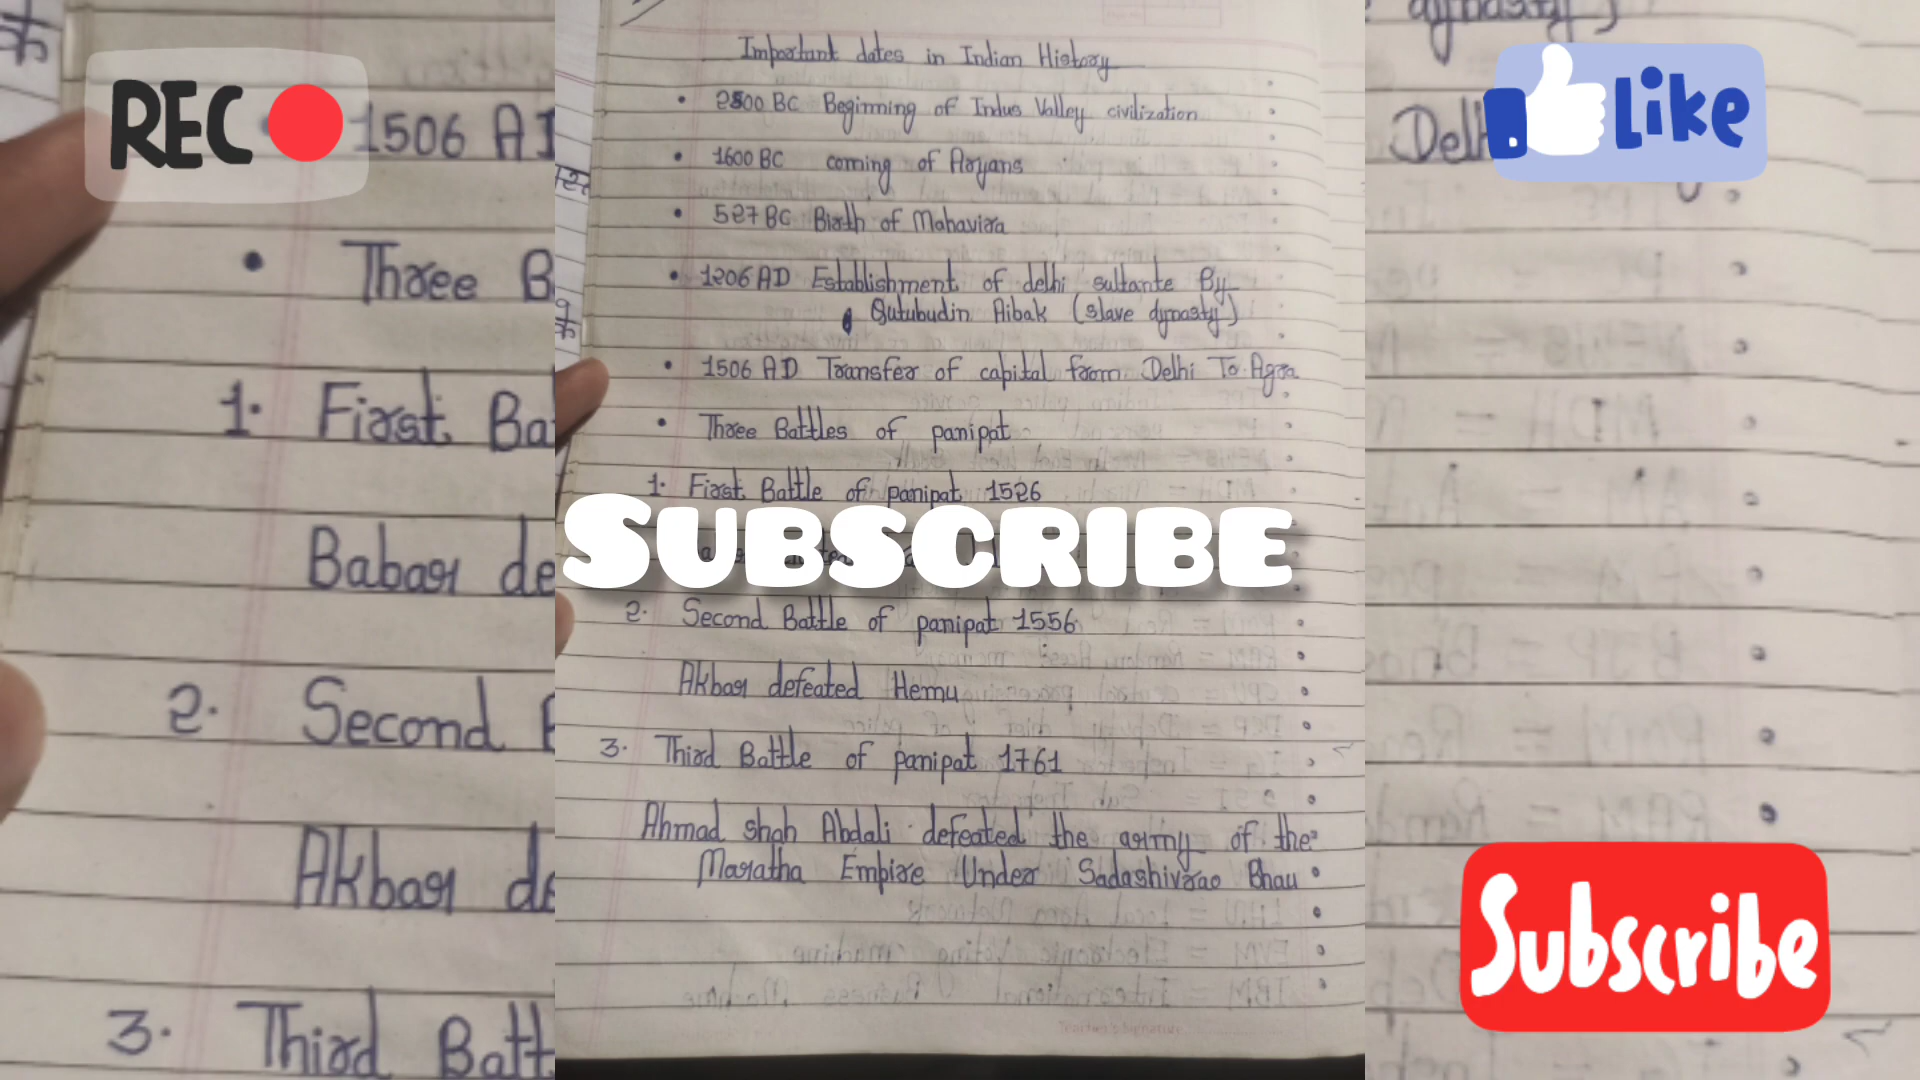 REC
Like
Important dates in Indian History
• 2500 BC Beginning of Indus Valley civilization
• 1600 BC coming of Aryans
• 527 BC Birth of Mahavira
• 1206 AD Establishment of delhi sultante By
Qutubudin Aibak (slave dynasty)
• 1506 AD Transfer of capital from Delhi To Agra
• Three Battles of panipat
1. First Battle of panipat 1526
SUBSCRIBE
2. Second Battle of panipat 1556
Akbar defeated Hemu
3. Third Battle of panipat 1761
Ahmad shah Abdali defeated the army of the
Maratha Empire Under Sadashivrao Bhau
1506 AD
• Three B
1. First Ba
Babar de
2. Second B
Akbar de
3. Third Batt
dynasty)
Delh
Subscribe